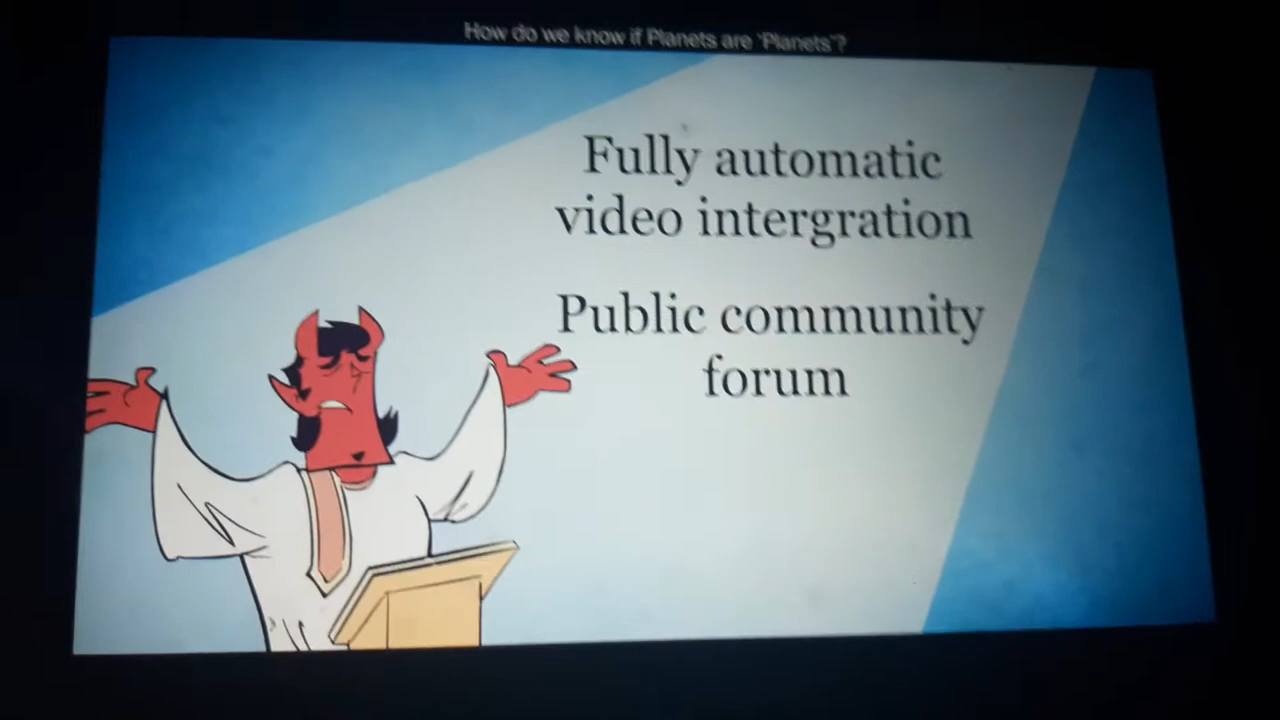 How do we know if Planets are 'Planets'?
Fully automatic
video intergration
Public community
forum